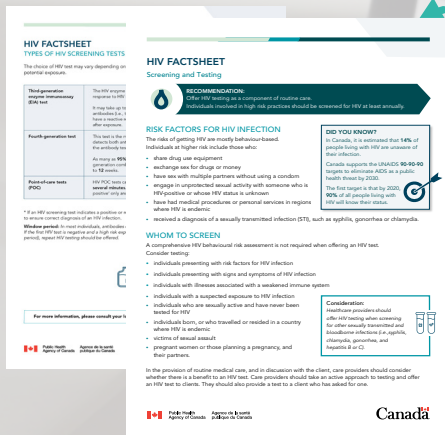 HIV FACTSHEET
TYPES OF HIV SCREENING TESTS
The choice of HIV test may vary depending on
potential exposure.
Third-generation
enzyme immunoassay
(EIA) test
The HIV enzyme
response to HIV
It may take up to
antibodies (i.e.,
have a reactive
after exposure.
Fourth-generation test
This test is the
detects both
the antibody
As many as 95%
generation
to 12 weeks.
Point-of-care tests
(POC)
HIV POC tests
several minutes
positive' only
* If an HIV screening test indicates a positive or
to ensure correct diagnosis of an HIV infection.
Window period: In most individuals, antibodies
If the first HIV test is negative and a high risk
period, repeat HIV testing should be offered.
For more information, please consult your
Public Health
Agency of Canada
Agence de la santé
publique du Canada
HIV FACTSHEET
Screening and Testing
RECOMMENDATION:
Offer HIV testing as a component of routine care.
Individuals involved in high risk practices should be screened for HIV at least annually.
RISK FACTORS FOR HIV INFECTION
The risks of getting HIV are mostly behaviour-based.
Individuals at higher risk include those who:
• share drug use equipment
• exchange sex for drugs or money
• have sex with multiple partners without using a condom
• engage in unprotected sexual activity with someone who is
HIV-positive or whose HIV status is unknown
• have had medical procedures or personal services in regions
where HIV is endemic
• received a diagnosis of a sexually transmitted infection (STI), such as syphilis, gonorrhea or chlamydia.
DID YOU KNOW?
In Canada, it is estimated that 14% of
people living with HIV are unaware of
their infection.
Canada supports the UNAIDS 90-90-90
targets to eliminate AIDS as a public
health threat by 2030.
The first target is that by 2020,
90% of all people living with
HIV will know their status.
WHOM TO SCREEN
A comprehensive HIV behavioural risk assessment is not required when offering an HIV test.
Consider testing:
• individuals presenting with risk factors for HIV infection
• individuals presenting with signs and symptoms of HIV infection
• individuals with illnesses associated with a weakened immune system
• individuals with a suspected exposure to HIV infection
• individuals who are sexually active and have never been
tested for HIV
• individuals born, or who travelled or resided in a country
where HIV is endemic
• victims of sexual assault
• pregnant women or those planning a pregnancy, and
their partners.
Consideration:
Healthcare providers should
offer HIV testing when screening
for other sexually transmitted and
bloodborne infections (i.e.,syphilis,
chlamydia, gonorrhea, and
hepatitis B or C).
In the provision of routine medical care, and in discussion with the client, care providers should consider
whether there is a benefit to an HIV test. Care providers should take an active approach to testing and offer
an HIV test to clients. They should also provide a test to a client who has asked for one.
Public Health
Agency of Canada
Agence de la santé
publique du Canada
Canada